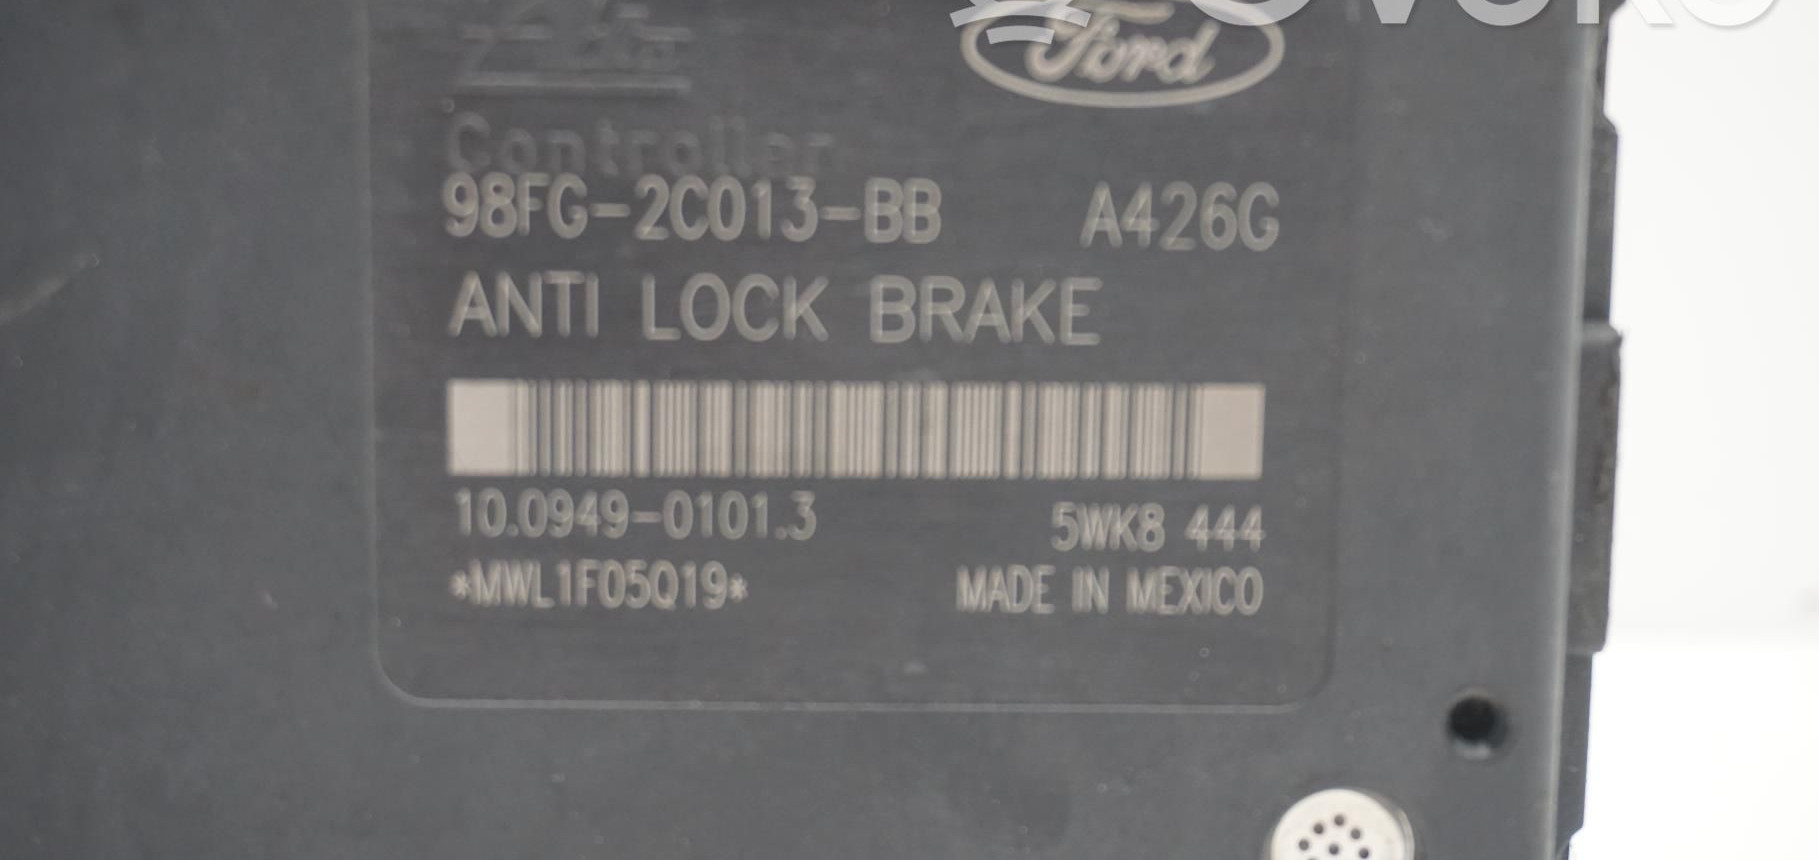 Ate
Ford
Controller
98FG-2C013-BB A426G
ANTI LOCK BRAKE
10.0949-0101.3 5WK8 444
*MWL1F05Q19* MADE IN MEXICO